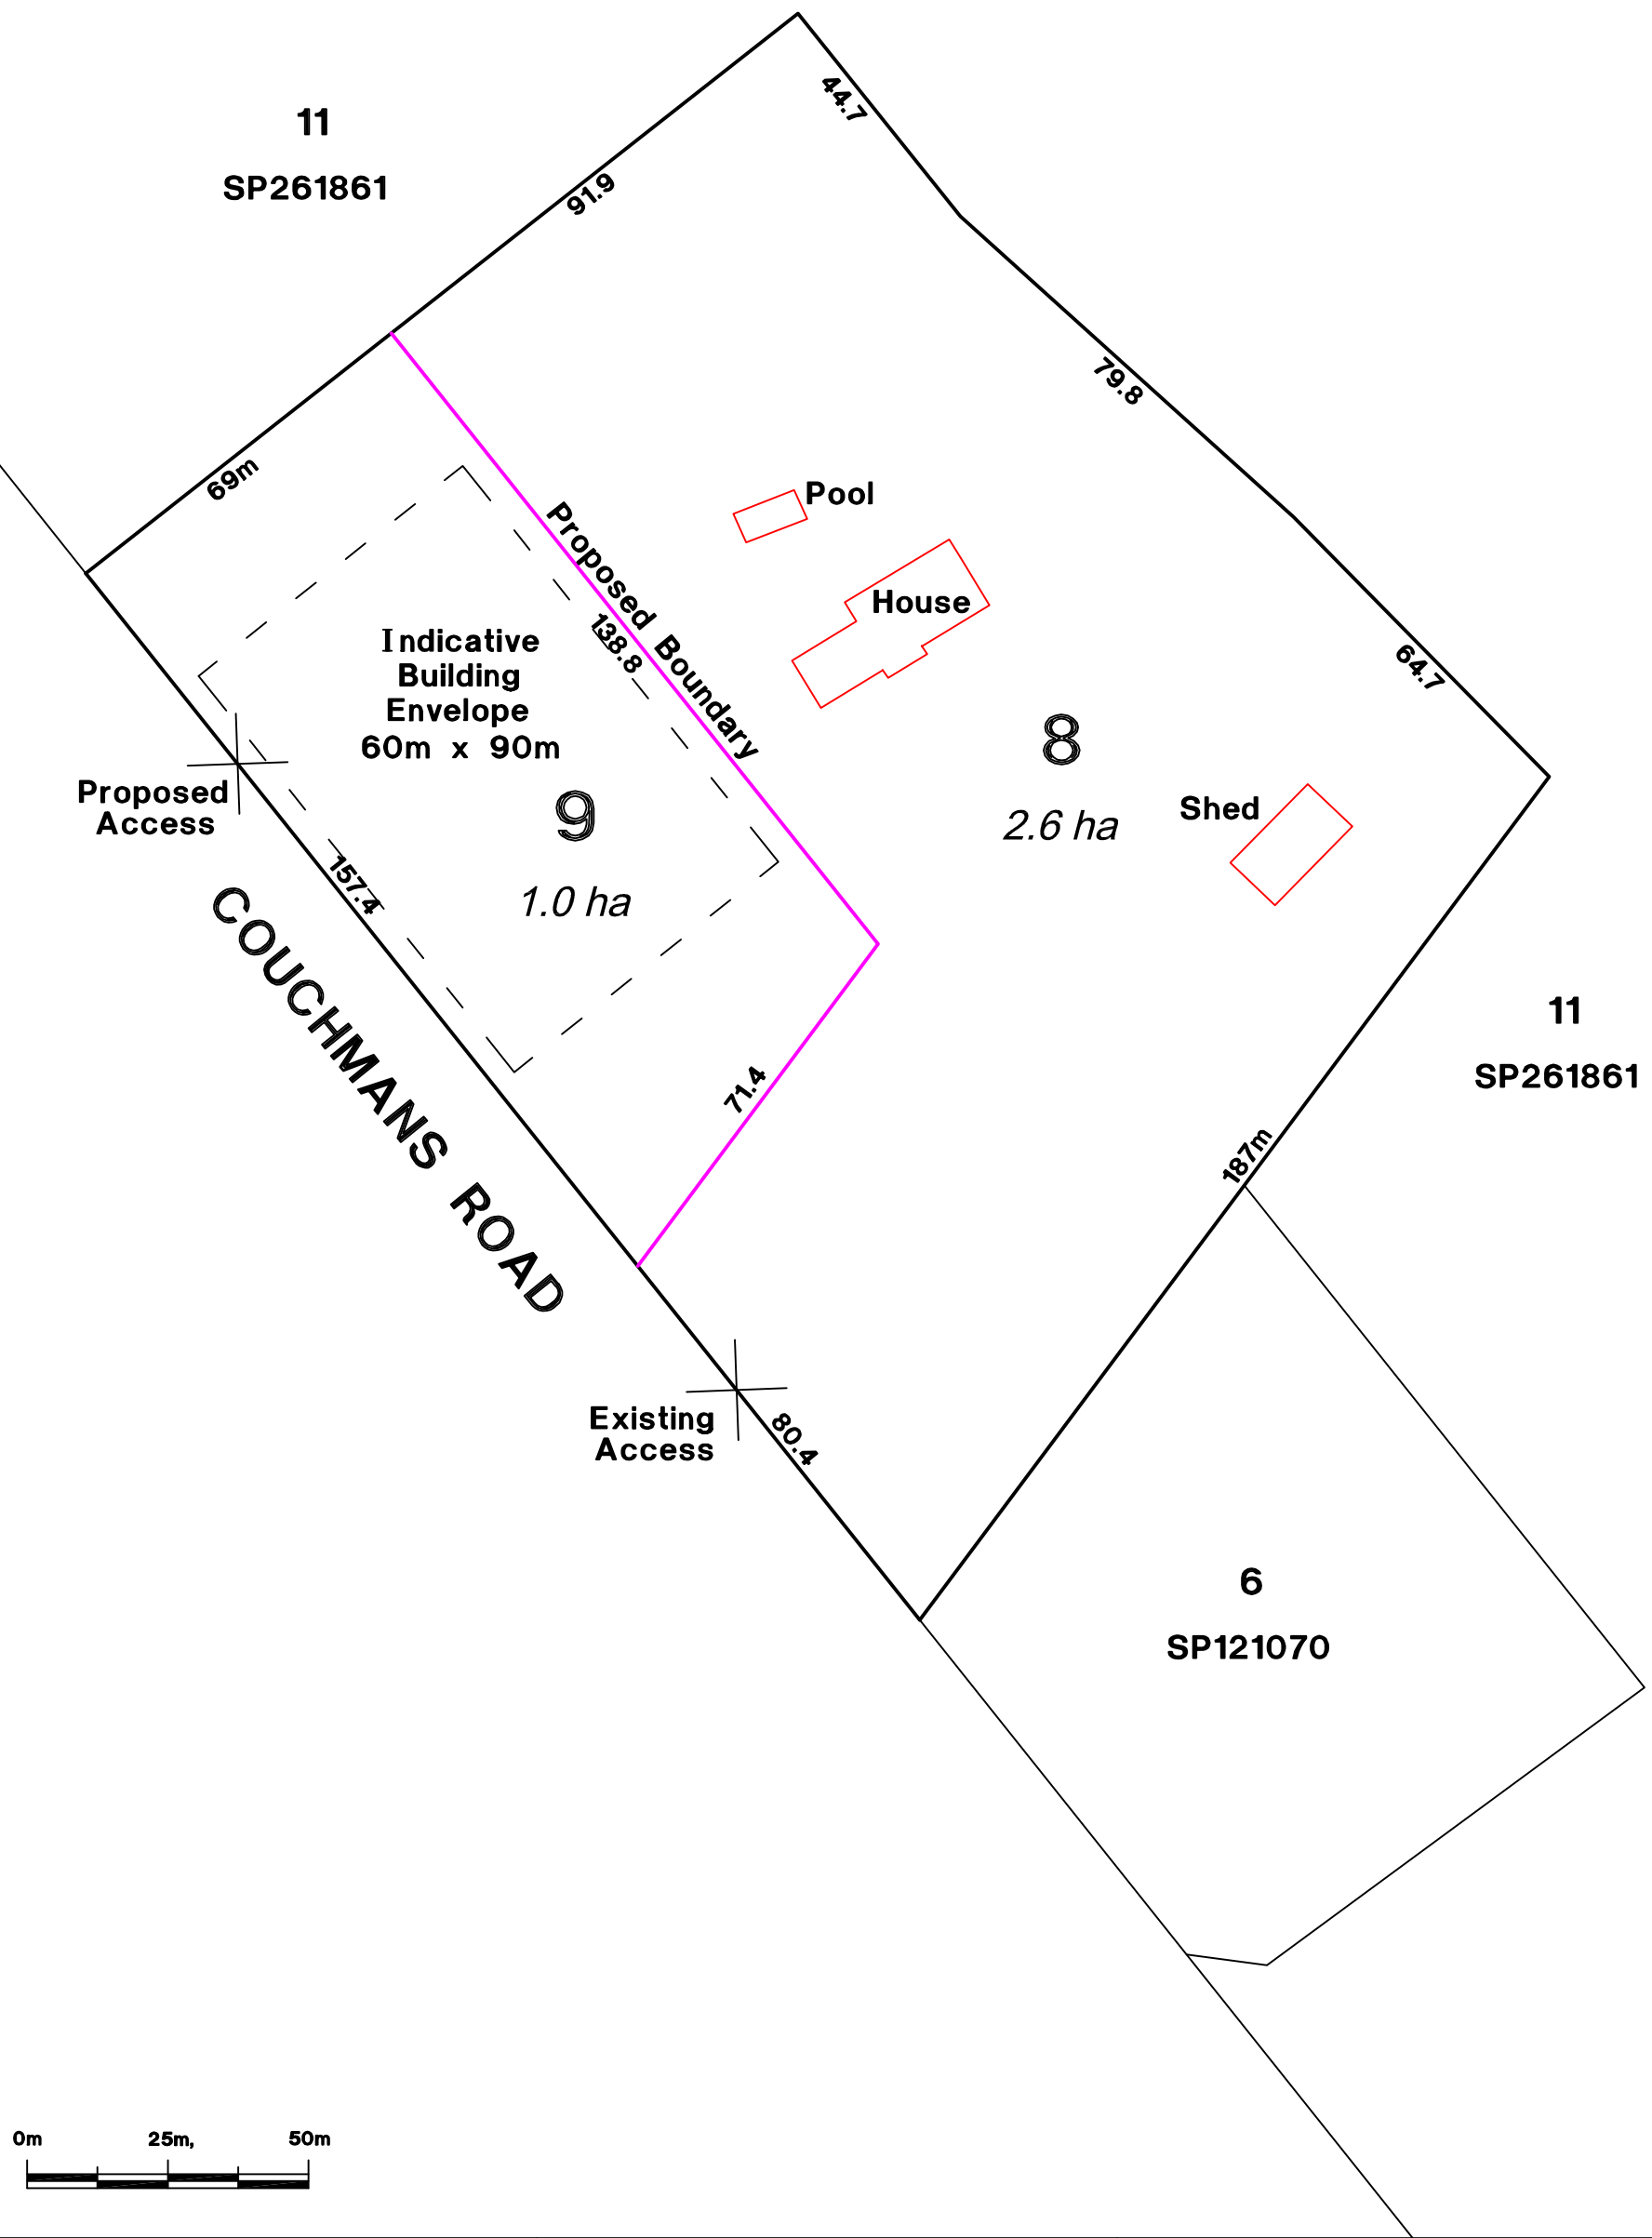 11
SP261861
44.7
91.9
79.8
69m
Pool
Proposed Boundary
House
138.8
Indicative
Building
Envelope
60m x 90m
64.7
8
2.6 ha
Shed
Proposed
Access
9
1.0 ha
157.4
COUCHMANS ROAD
11
SP261861
71.4
187m
Existing
Access
80.4
6
SP121070
0m 25m, 50m